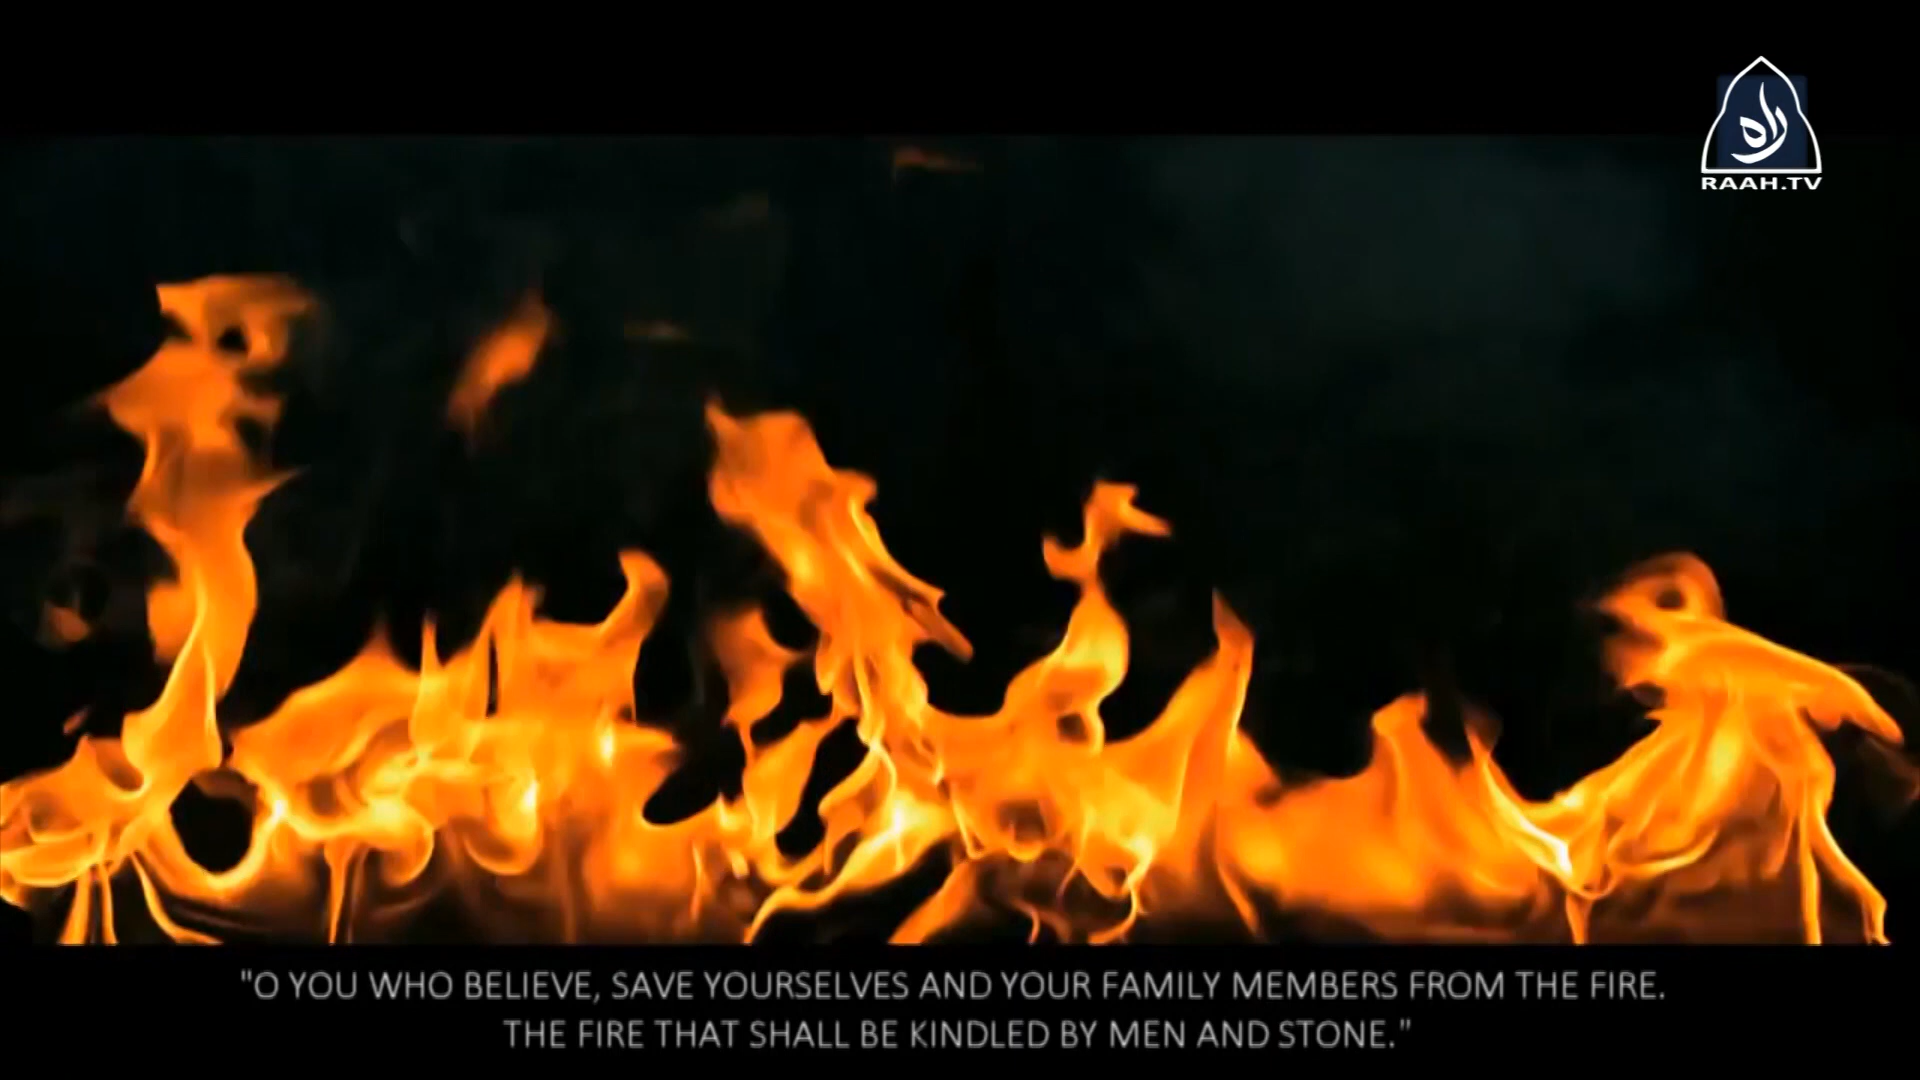 راه
RAAH.TV
"O YOU WHO BELIEVE, SAVE YOURSELVES AND YOUR FAMILY MEMBERS FROM THE FIRE.
THE FIRE THAT SHALL BE KINDLED BY MEN AND STONE."